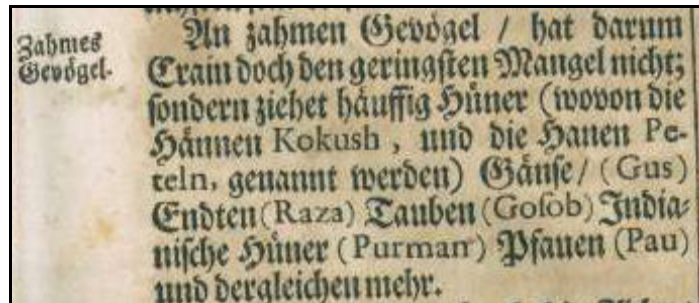 Zahmes
Gevögel.
An zahmen Gevögel / hat darum
Crain doch den geringsten Mangel nicht;
sondern ziehet häuffig Hüner (wovon die
Hännen Kokush, und die Hanen Pe-
teln, genannt werden) Gänse / (Gus)
Endten (Raza) Tauben (Golob) India-
nische Hüner (Purman) Pfauen (Pau)
und dergleichen mehr.